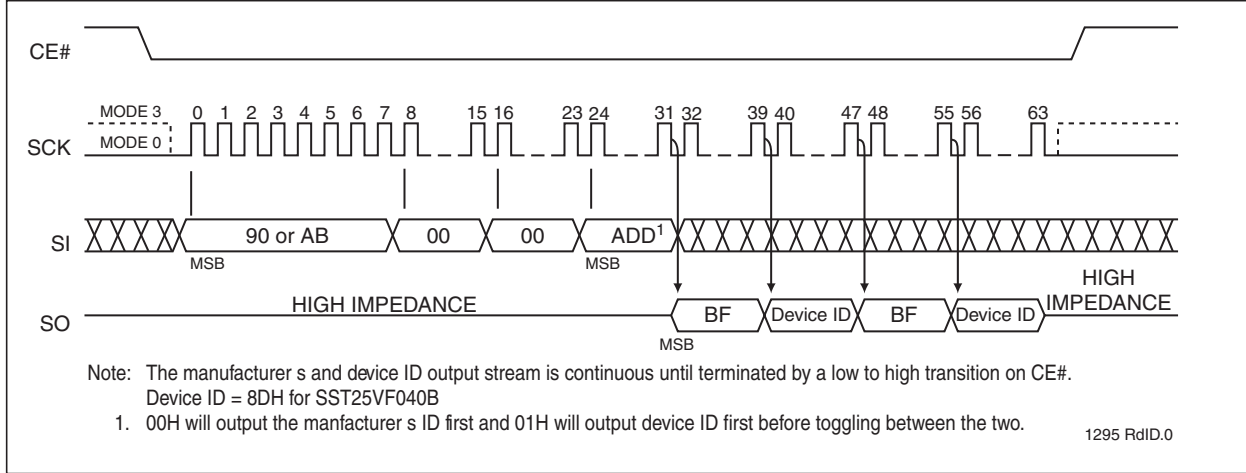 CE#
MODE 3
0 1 2 3 4 5 6 7 8 15 16 23 24 31 32 39 40 47 48 55 56 63
SCK
MODE 0
SI
90 or AB 00 00 ADD1
MSB MSB
HIGH IMPEDANCE
HIGH IMPEDANCE
SO
BF Device ID BF Device ID
MSB
Note: The manufacturer s and device ID output stream is continuous until terminated by a low to high transition on CE#.
Device ID = 8DH for SST25VF040B
1. 00H will output the manfacturer s ID first and 01H will output device ID first before toggling between the two.
1295 RdID.0